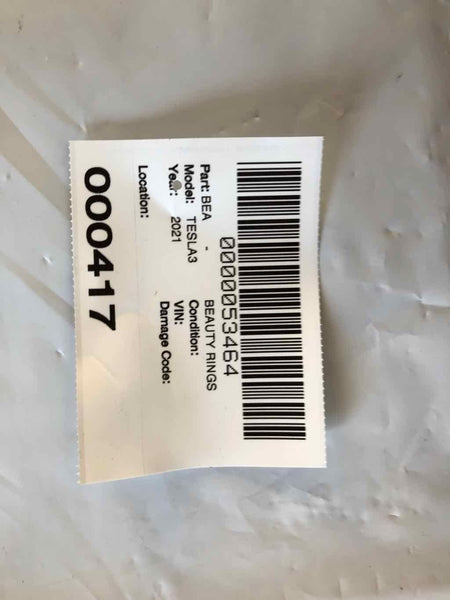 0000053464
Part: BEA - BEAUTY RINGS
Model: TESLA3 Condition:
Year: 2021 VIN:
Damage Code:
Location:
000417